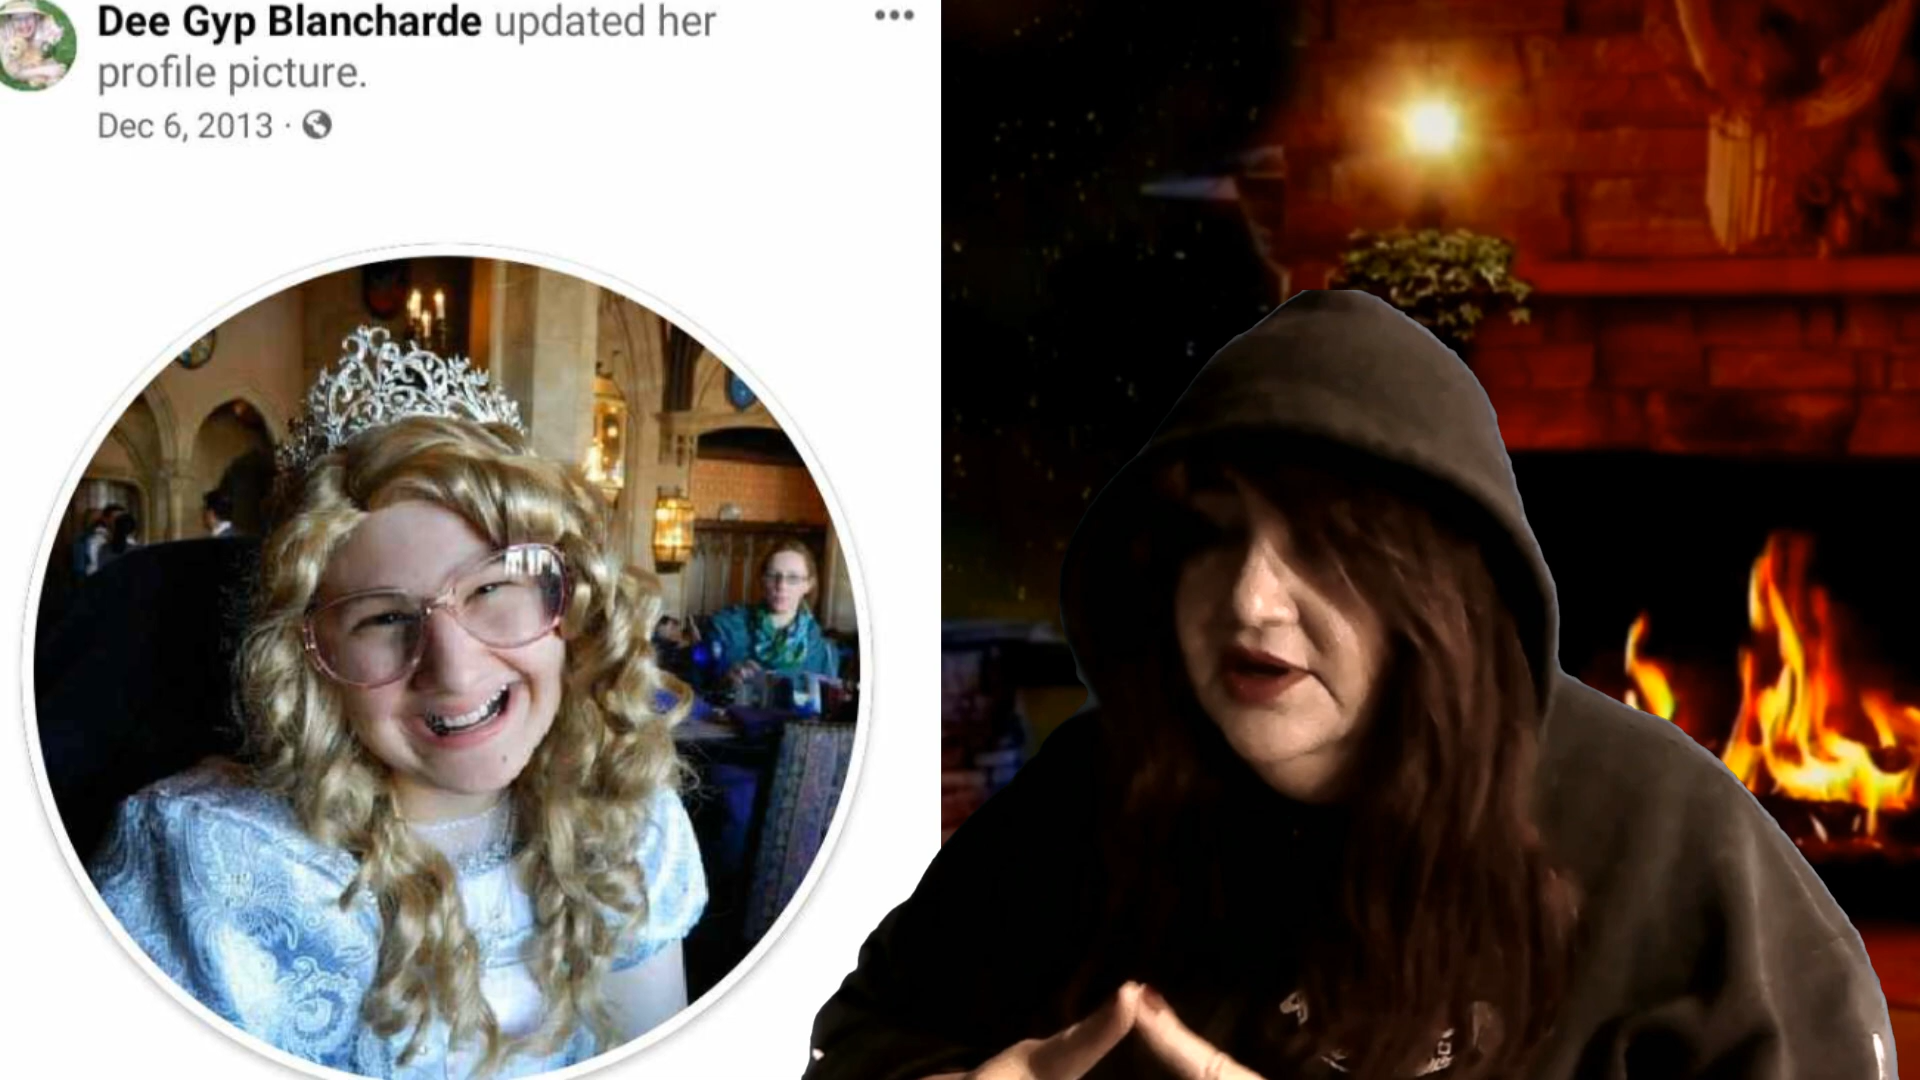 Dee Gyp Blancharde updated her
profile picture.
Dec 6, 2013 ·